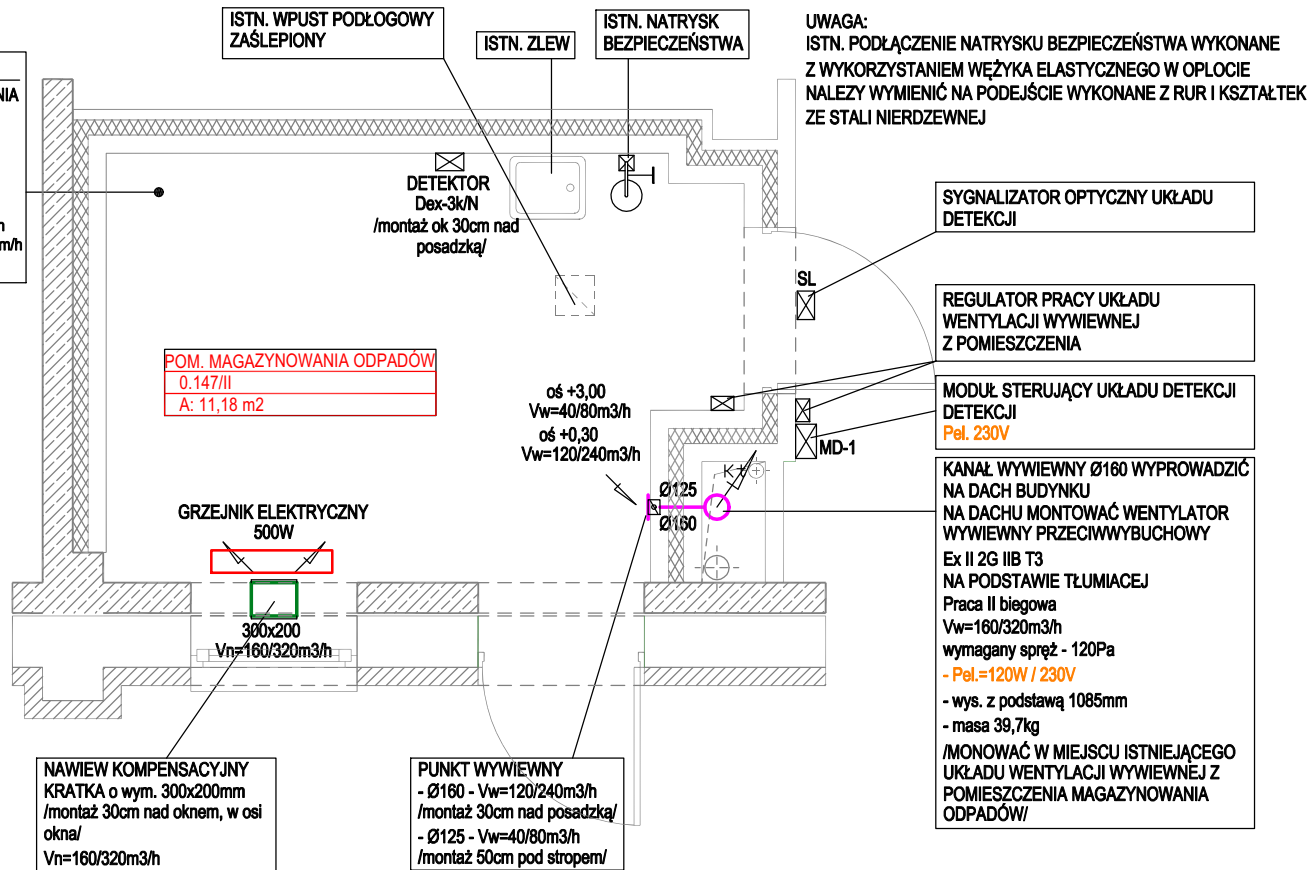 ISTN. WPUST PODŁOGOWY
ZAŚLEPIONY
ISTN. ZLEW
ISTN. NATRYSK
BEZPIECZEŃSTWA
UWAGA:
ISTN. PODŁĄCZENIE NATRYSKU BEZPIECZEŃSTWA WYKONANE
Z WYKORZYSTANIEM WĘŻYKA ELASTYCZNEGO W OPLOCIE
NALEZY WYMIENIĆ NA PODEJŚCIE WYKONANE Z RUR I KSZTAŁTEK
ZE STALI NIERDZEWNEJ
NIA
m/h
DETEKTOR
Dex-3k/N
/montaż ok 30cm nad
posadzką/
SYGNALIZATOR OPTYCZNY UKŁADU
DETEKCJI
SL
REGULATOR PRACY UKŁADU
WENTYLACJI WYWIEWNEJ
Z POMIESZCZENIA
POM. MAGAZYNOWANIA ODPADÓW
0.147/II
A: 11,18 m2
MODUŁ STERUJĄCY UKŁADU DETEKCJI
DETEKCJI
Pel. 230V
MD-1
oś +3,00
Vw=40/80m3/h
oś +0,30
Vw=120/240m3/h
K+
Ø125
Ø160
KANAŁ WYWIEWNY Ø160 WYPROWADZIĆ
NA DACH BUDYNKU
NA DACHU MONTOWAĆ WENTYLATOR
WYWIEWNY PRZECIWWYBUCHOWY
Ex II 2G IIB T3
NA PODSTAWIE TŁUMIACEJ
Praca II biegowa
Vw=160/320m3/h
wymagany spręż - 120Pa
- Pel.=120W / 230V
- wys. z podstawą 1085mm
- masa 39,7kg
/MONOWAĆ W MIEJSCU ISTNIEJĄCEGO
UKŁADU WENTYLACJI WYWIEWNEJ Z
POMIESZCZENIA MAGAZYNOWANIA
ODPADÓW/
GRZEJNIK ELEKTRYCZNY
500W
300x200
Vn=160/320m3/h
NAWIEW KOMPENSACYJNY
KRATKA o wym. 300x200mm
/montaż 30cm nad oknem, w osi
okna/
Vn=160/320m3/h
PUNKT WYWIEWNY
- Ø160 - Vw=120/240m3/h
/montaż 30cm nad posadzką/
- Ø125 - Vw=40/80m3/h
/montaż 50cm pod stropem/